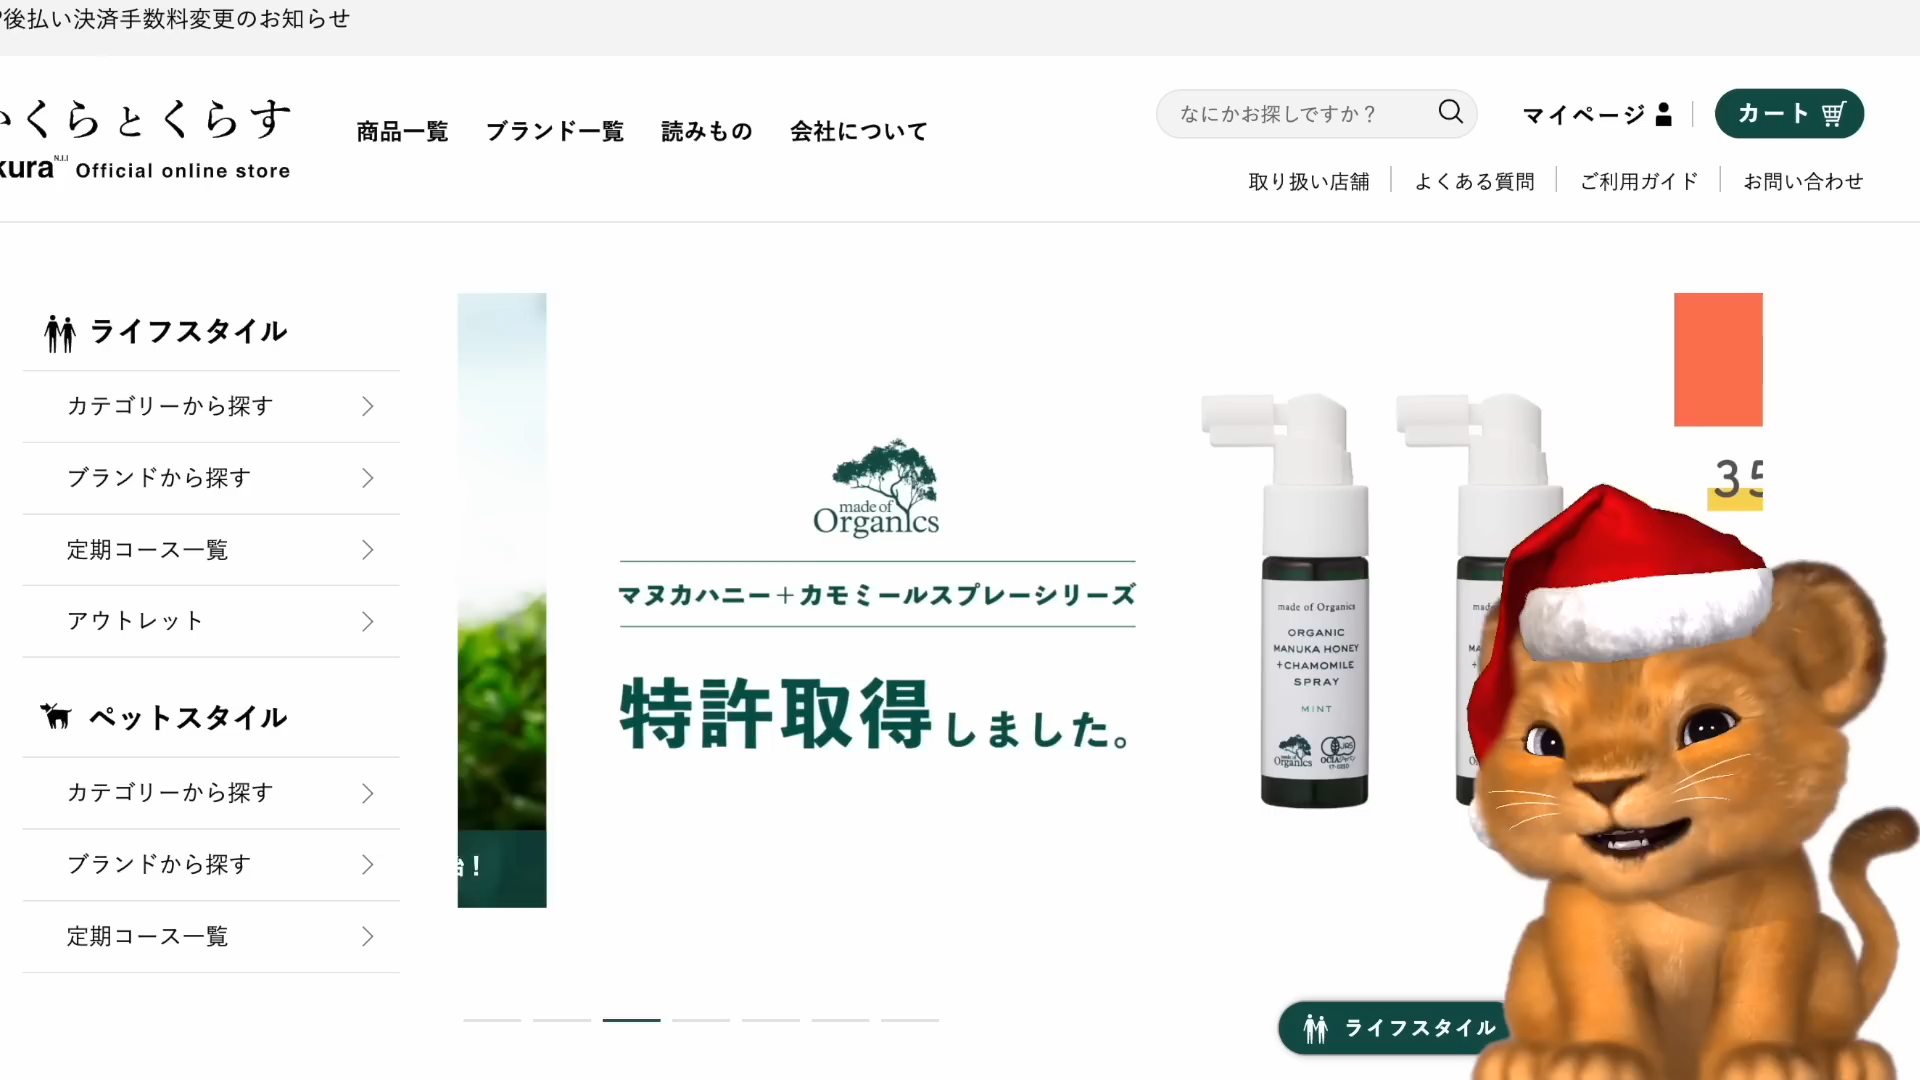 後払い決済手数料変更のお知らせ
くらとくらす
kura N.I.I Official online store
商品一覧
ブランド一覧
読みもの
会社について
なにかお探しですか？
マイページ
カート
取り扱い店舗
よくある質問
ご利用ガイド
お問い合わせ
ライフスタイル
カテゴリーから探す
ブランドから探す
定期コース一覧
アウトレット
ペットスタイル
カテゴリーから探す
ブランドから探す
定期コース一覧
！
made of
Organics
マヌカハニー＋カモミールスプレーシリーズ
特許取得しました。
made of Organics
ORGANIC
MANUKA HONEY
+CHAMOMILE
SPRAY
MINT
made of
Organics
JAS
35
ライフスタイル